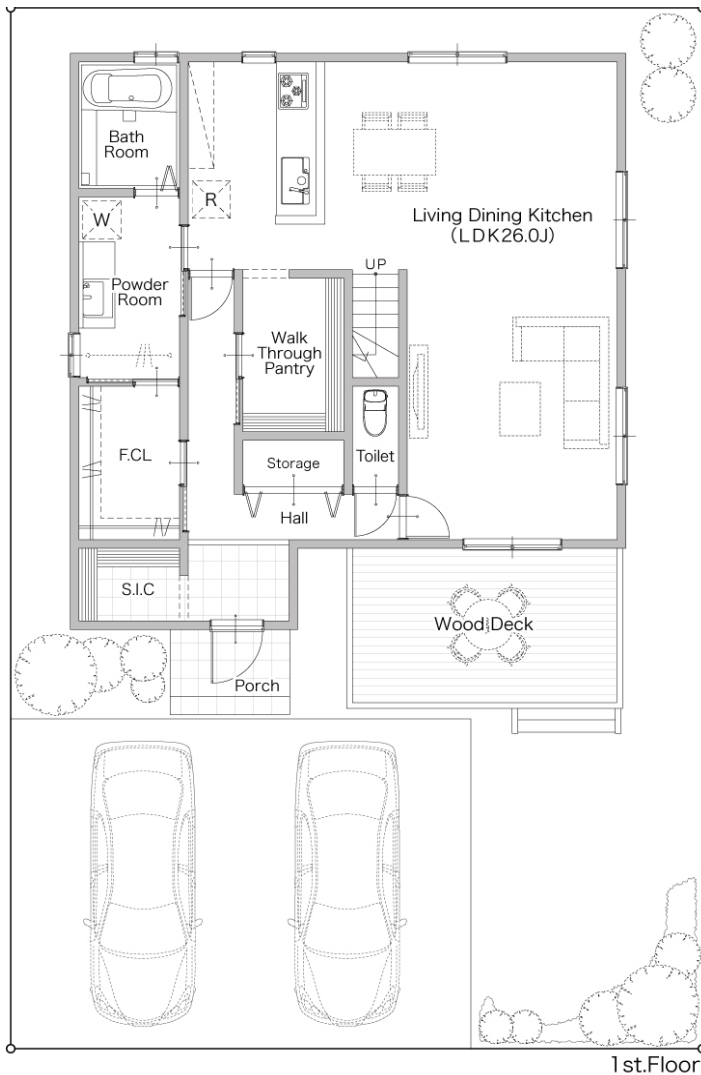 Bath
Room
W
R
Living Dining Kitchen
(LDK26.0J)
UP
Powder
Room
Walk
Through
Pantry
F.CL
Storage
Toilet
Hall
S.I.C
Wood Deck
Porch
1st.Floor